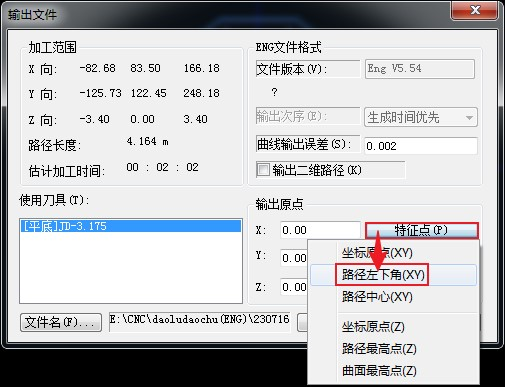 输出文件
加工范围
X 向: -82.68 83.50 166.18
Y 向: -125.73 122.45 248.18
Z 向: -3.40 0.00 3.40
路径长度: 4.164 m
估计加工时间: 00 : 02 : 02
ENG文件格式
文件版本(V): Eng V5.54
?
输出次序(E): 生成时间优先
曲线输出误差(S): 0.002
输出二维路径(K)
使用刀具(T):
[平底]JD-3.175
输出原点
X: 0.00 特征点(P)
Y: 0.00
Z: 0.00
坐标原点(XY)
路径左下角(XY)
路径中心(XY)
坐标原点(Z)
路径最高点(Z)
曲面最高点(Z)
文件名(F)... E:\CNC\daoludaochu(ENG)\230716